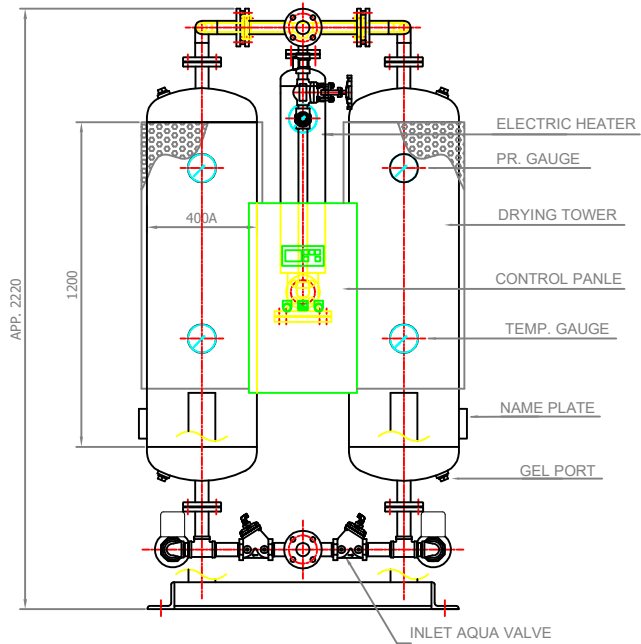 ELECTRIC HEATER
PR. GAUGE
400A
DRYING TOWER
1200
APP. 2220
CONTROL PANLE
TEMP. GAUGE
NAME PLATE
GEL PORT
INLET AQUA VALVE